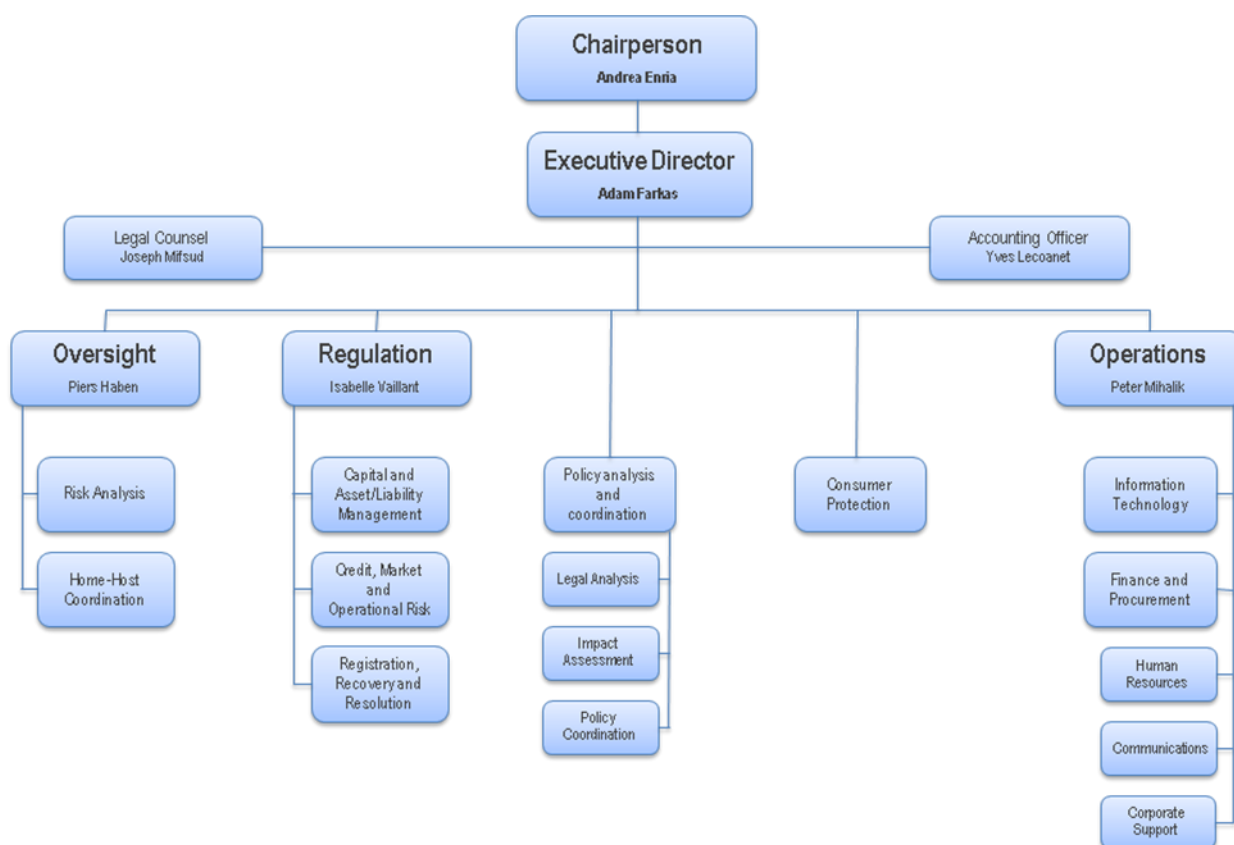 Chairperson
Andrea Enria
Executive Director
Adam Farkas
Legal Counsel
Joseph Mifsud
Accounting Officer
Yves Lecoanet
Oversight
Piers Haben
Regulation
Isabelle Vaillant
Operations
Peter Mihalik
Risk Analysis
Home-Host
Coordination
Capital and
Asset/Liability
Management
Credit, Market
and
Operational Risk
Registration,
Recovery and
Resolution
Policy analysis
and
coordination
Legal Analysis
Impact
Assessment
Policy
Coordination
Consumer
Protection
Information
Technology
Finance and
Procurement
Human
Resources
Communications
Corporate
Support